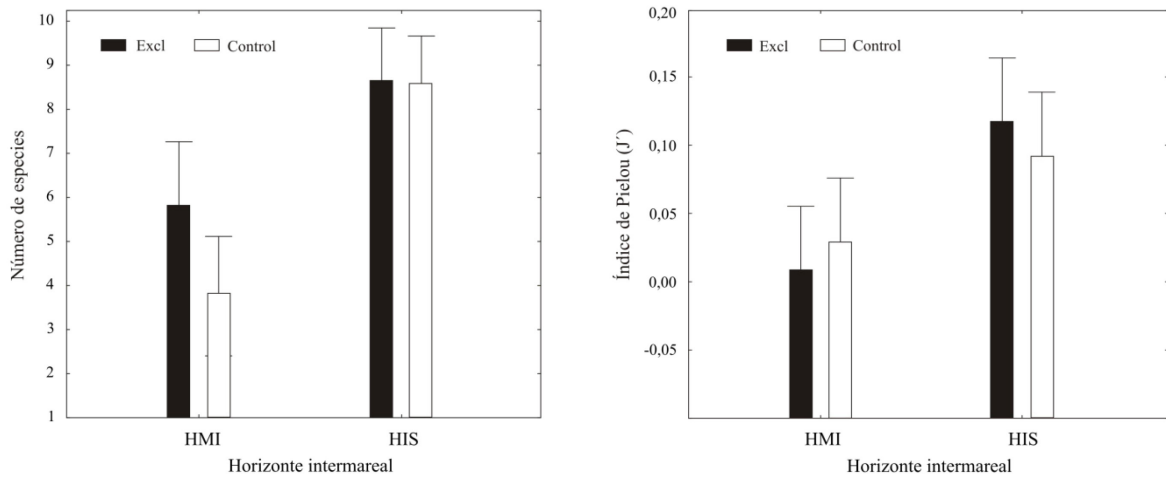 10
9
8
7
6
5
4
3
2
1
Número de especies
Excl
Control
HMI
HIS
Horizonte intermareal
0,20
0,15
0,10
0,05
0,00
-0,05
Índice de Pielou (J´)
Excl
Control
HMI
HIS
Horizonte intermareal